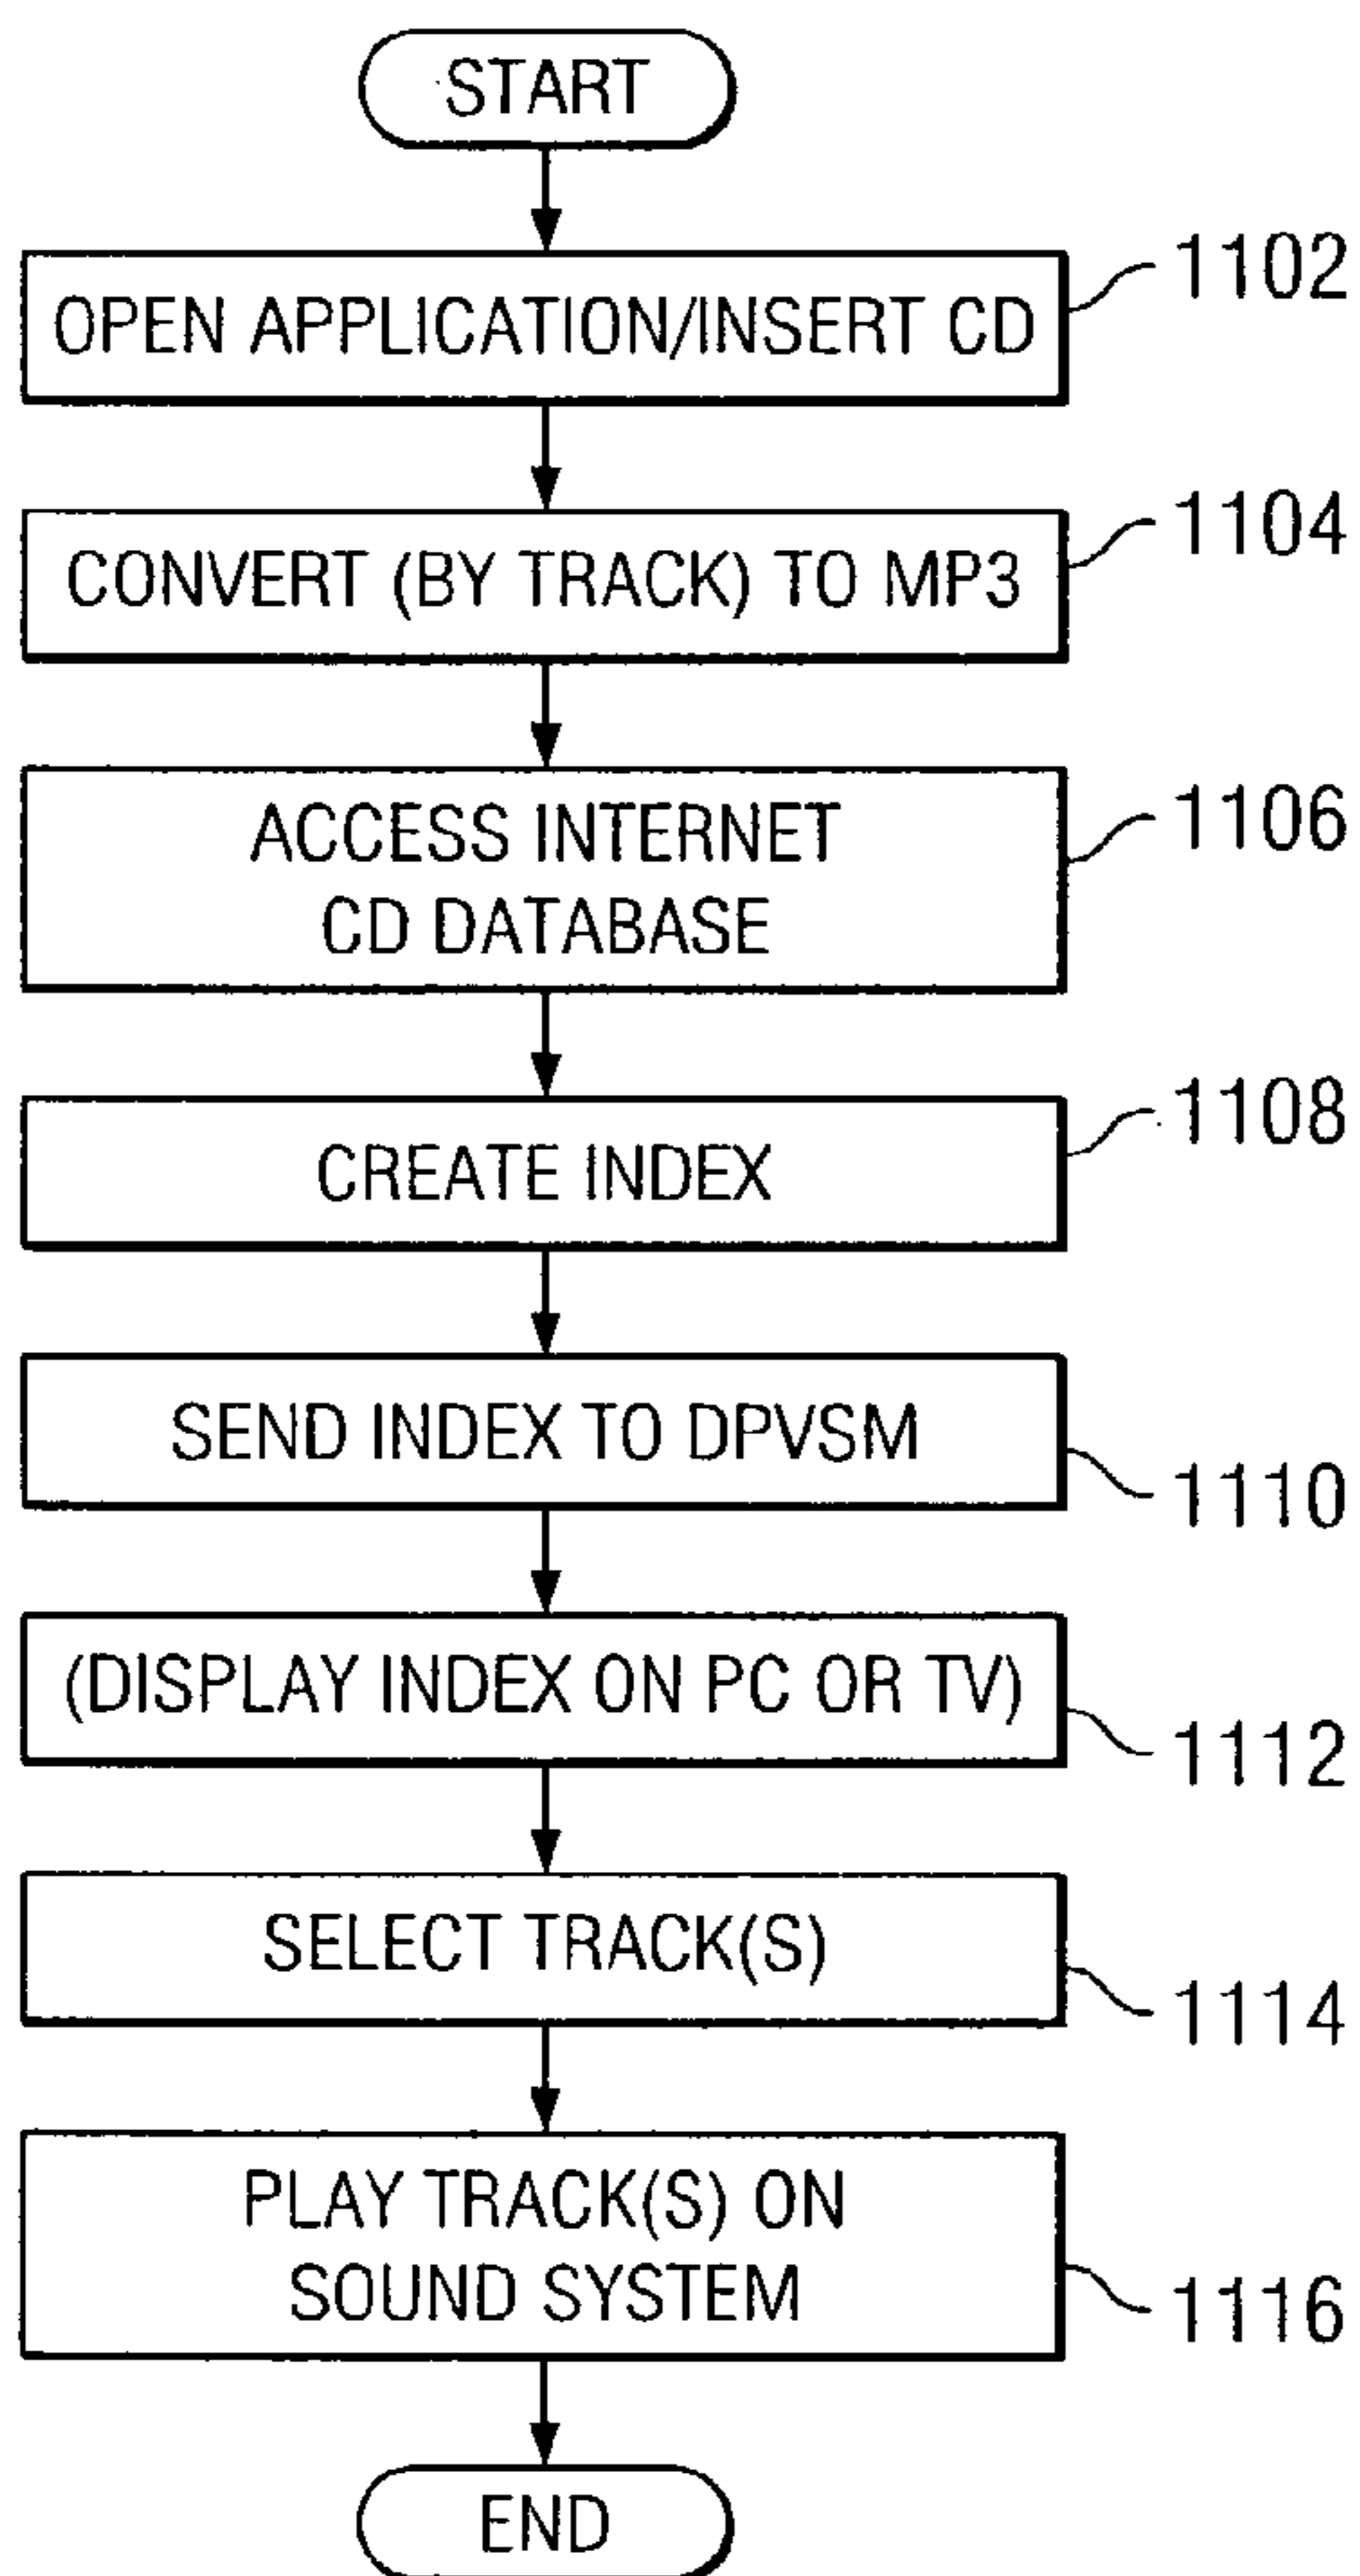 START
OPEN APPLICATION/INSERT CD
1102
CONVERT (BY TRACK) TO MP3
1104
ACCESS INTERNET
CD DATABASE
1106
CREATE INDEX
1108
SEND INDEX TO DPVSM
1110
(DISPLAY INDEX ON PC OR TV)
1112
SELECT TRACK(S)
1114
PLAY TRACK(S) ON
SOUND SYSTEM
1116
END